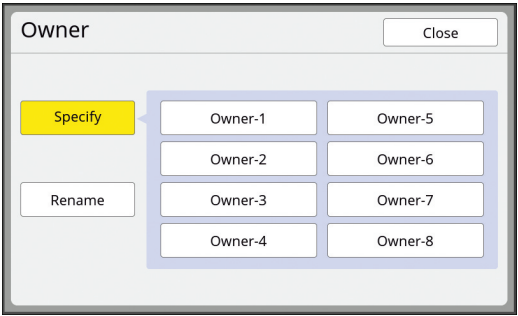 Owner
Close
Specify
Owner-1
Owner-5
Owner-2
Owner-6
Rename
Owner-3
Owner-7
Owner-4
Owner-8